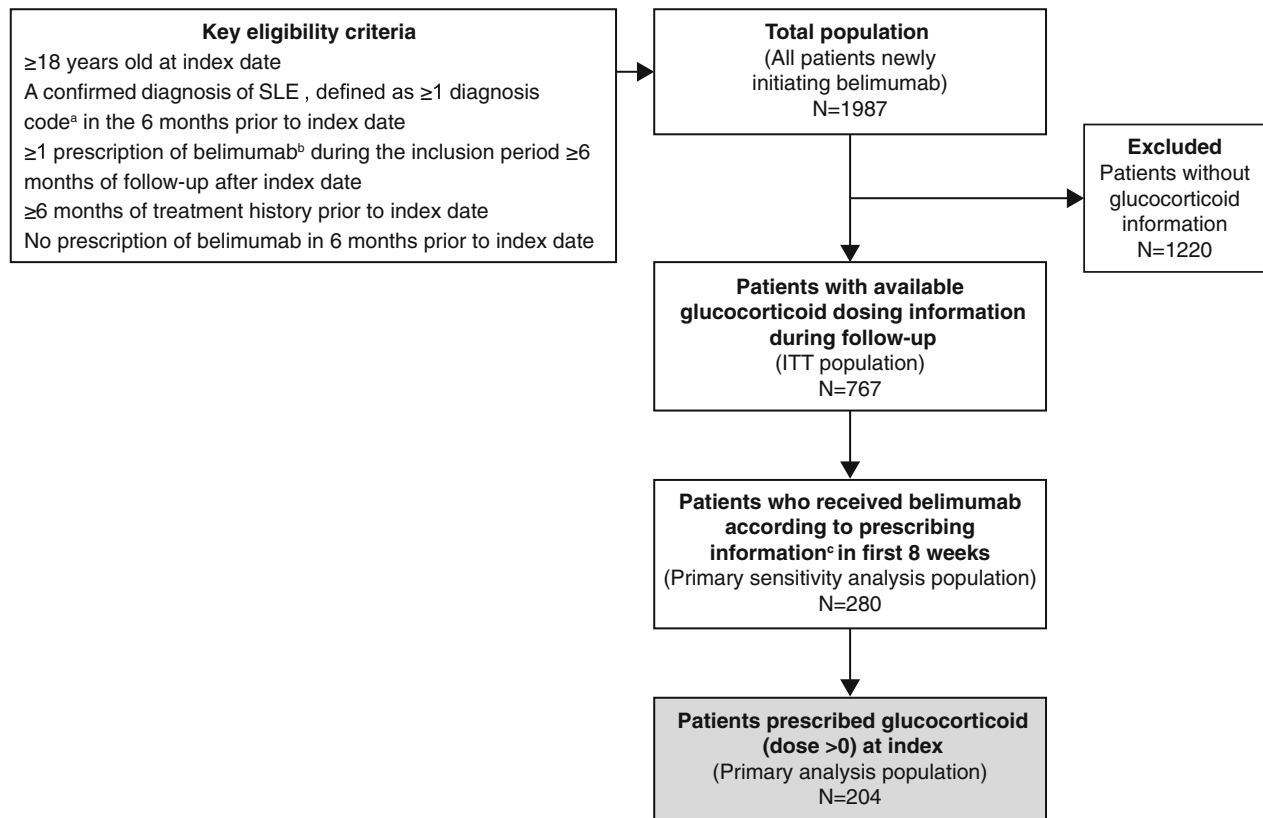 Key eligibility criteria
≥18 years old at index date
A confirmed diagnosis of SLE , defined as ≥1 diagnosis
codeᵃ in the 6 months prior to index date
≥1 prescription of belimumabᵇ during the inclusion period ≥6
months of follow-up after index date
≥6 months of treatment history prior to index date
No prescription of belimumab in 6 months prior to index date
Total population
(All patients newly
initiating belimumab)
N=1987
Excluded
Patients without
glucocorticoid
information
N=1220
Patients with available
glucocorticoid dosing information
during follow-up
(ITT population)
N=767
Patients who received belimumab
according to prescribing
informationᶜ in first 8 weeks
(Primary sensitivity analysis population)
N=280
Patients prescribed glucocorticoid
(dose >0) at index
(Primary analysis population)
N=204